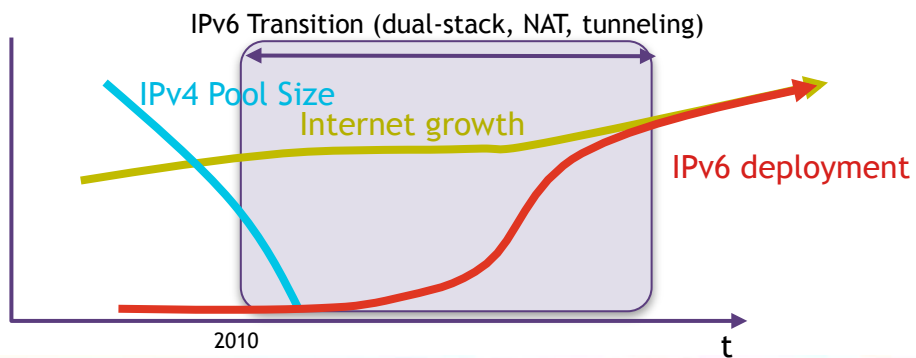 IPv6 Transition (dual-stack, NAT, tunneling)
IPv4 Pool Size
Internet growth
IPv6 deployment
2010
t